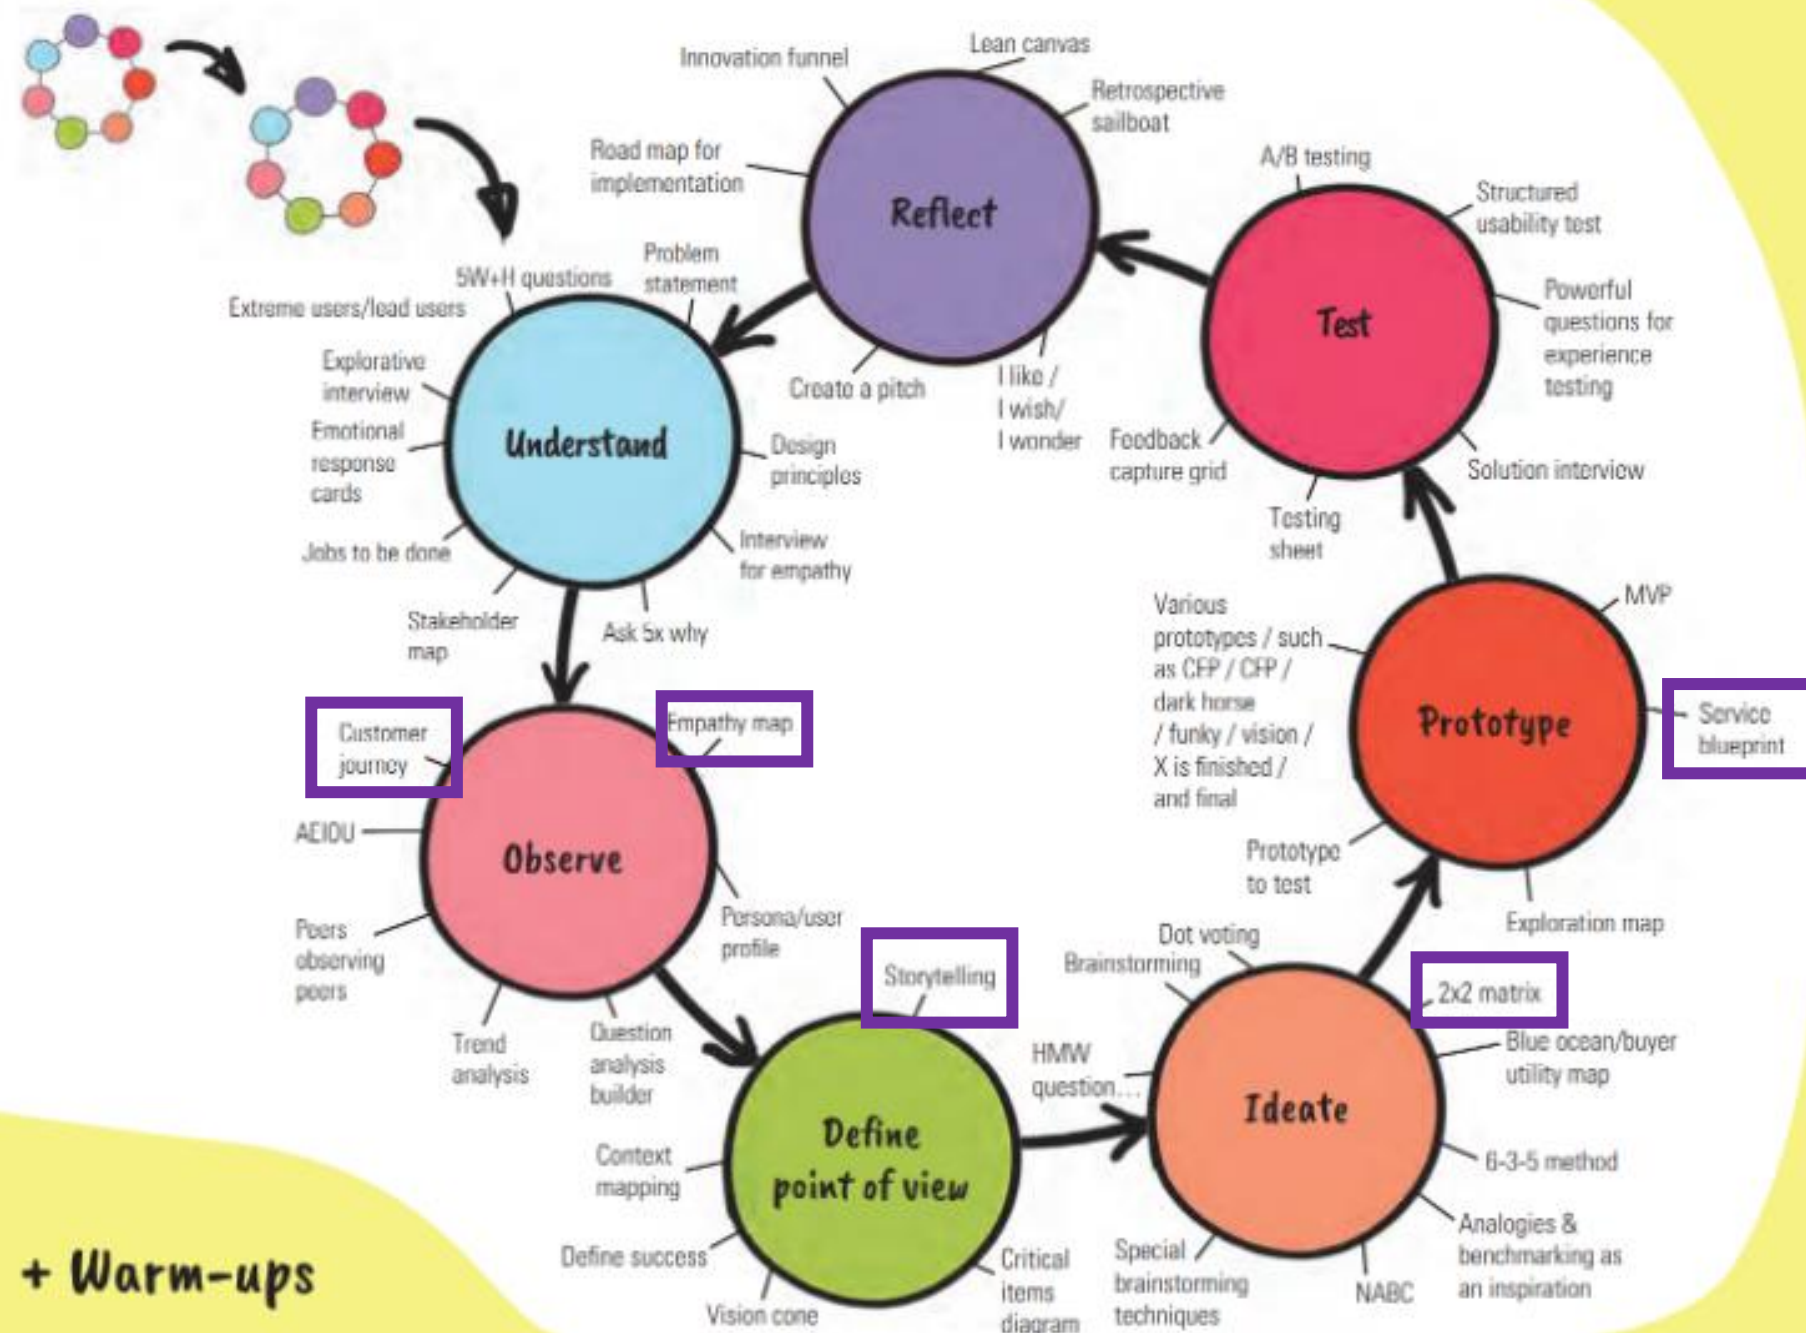 Innovation funnel
Lean canvas
Retrospective
sailboat
Road map for
implementation
Reflect
Create a pitch
I like /
I wish/
I wonder
A/B testing
Structured
usability test
Powerful
questions for
experience
testing
Test
Feedback
capture grid
Solution interview
Testing
sheet
5W+H questions
Problem
statement
Extreme users/lead users
Explorative
interview
Emotional
response
cards
Understand
Design
principles
Jobs to be done
Interview
for empathy
Stakeholder
map
Ask 5x why
Various
prototypes / such
as CFP / CFP /
dark horse
/ funky / vision /
X is finished /
and final
MVP
Prototype
Service
blueprint
Prototype
to test
Exploration map
Customer
journey
Empathy map
AEIOU
Observe
Peers
observing
peers
Persona/user
profile
Trend
analysis
Question
analysis
builder
Storytelling
Define
point of view
Context
mapping
Define success
Vision cone
Critical
items
diagram
Dot voting
Brainstorming
2x2 matrix
HMW
question...
Blue ocean/buyer
utility map
Ideate
6-3-5 method
Analogies &
benchmarking as
an inspiration
Special
brainstorming
techniques
NABC
+ Warm-ups